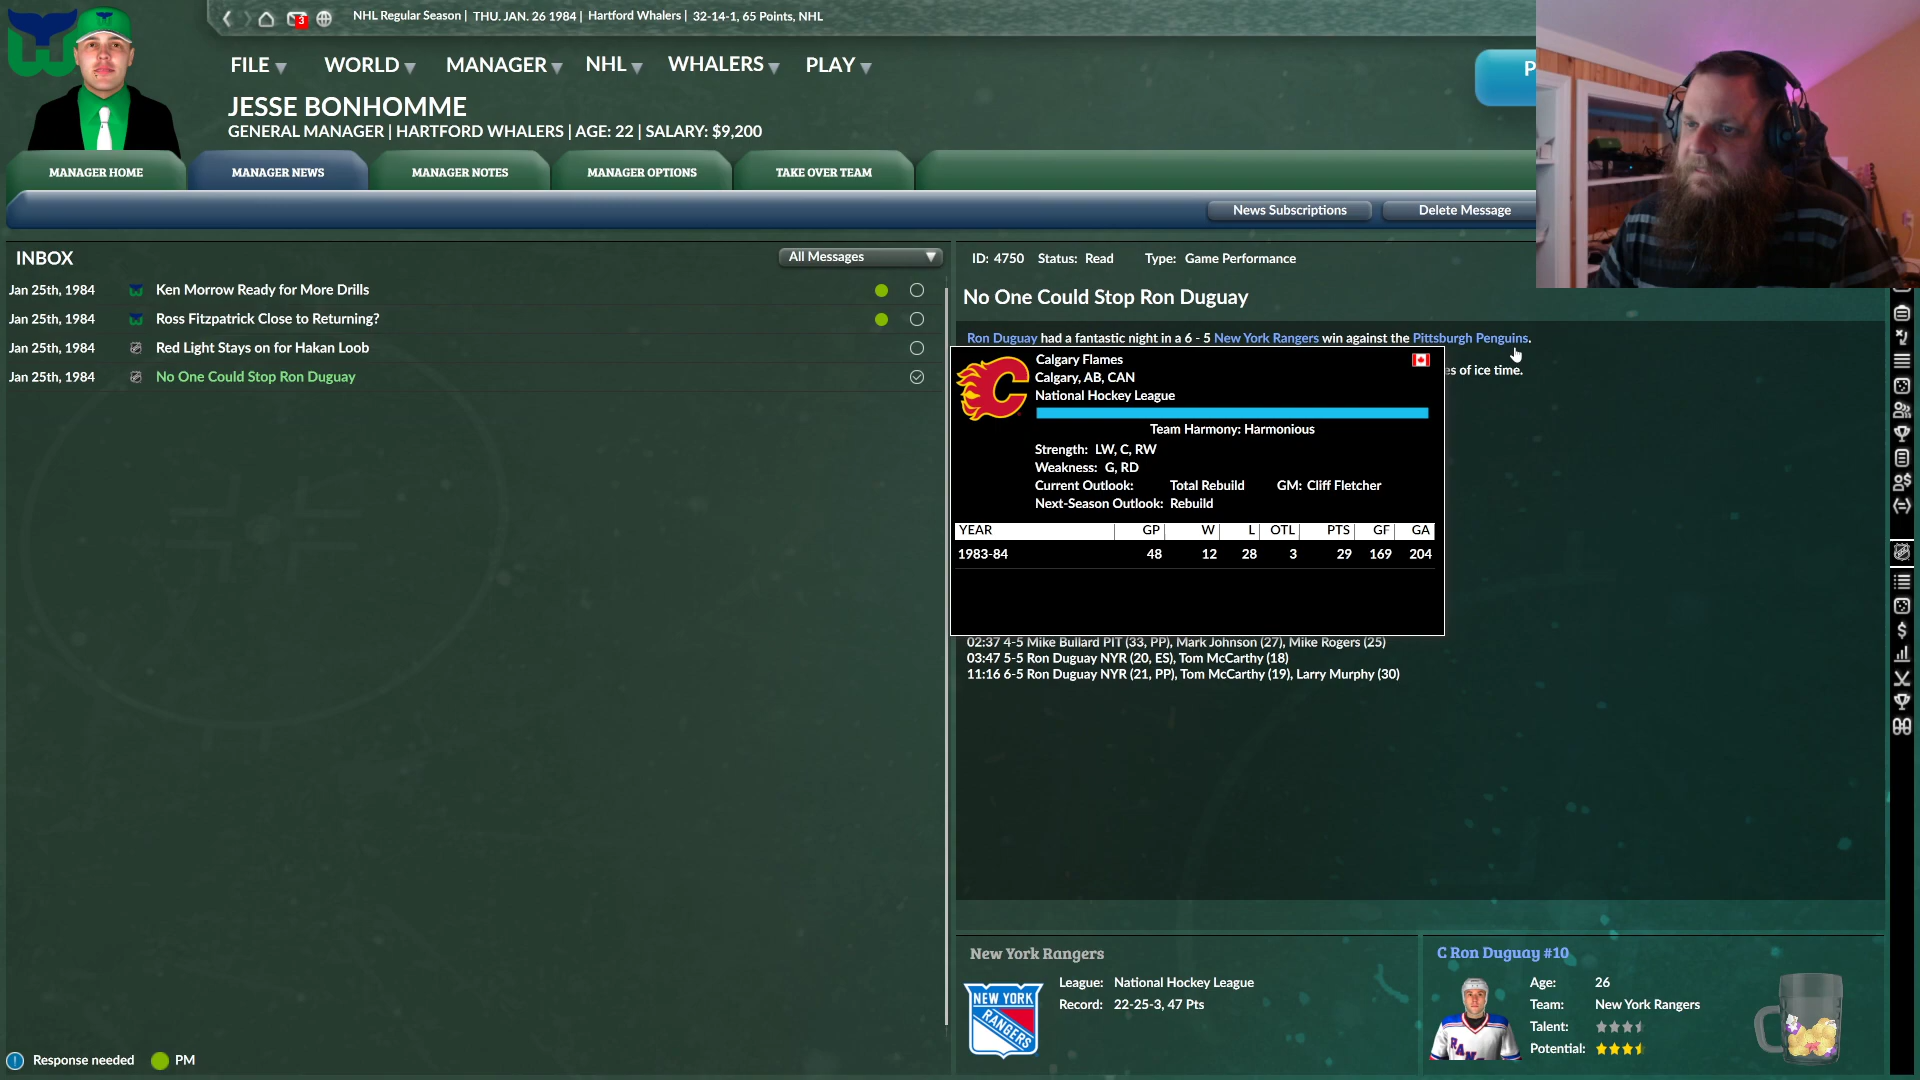 3
NHL Regular Season | THU. JAN. 26 1984 | Hartford Whalers | 32-14-1, 65 Points, NHL
FILE WORLD MANAGER NHL WHALERS PLAY
P
JESSE BONHOMME
GENERAL MANAGER | HARTFORD WHALERS | AGE: 22 | SALARY: $9,200
MANAGER HOME MANAGER NEWS MANAGER NOTES MANAGER OPTIONS TAKE OVER TEAM
News Subscriptions Delete Message
INBOX All Messages
Jan 25th, 1984 Ken Morrow Ready for More Drills
Jan 25th, 1984 Ross Fitzpatrick Close to Returning?
Jan 25th, 1984 Red Light Stays on for Hakan Loob
Jan 25th, 1984 No One Could Stop Ron Duguay
ID: 4750 Status: Read Type: Game Performance
No One Could Stop Ron Duguay
Ron Duguay had a fantastic night in a 6 - 5 New York Rangers win against the Pittsburgh Penguins.
es of ice time.
Calgary Flames
Calgary, AB, CAN
National Hockey League
Team Harmony: Harmonious
Strength: LW, C, RW
Weakness: G, RD
Current Outlook: Total Rebuild GM: Cliff Fletcher
Next-Season Outlook: Rebuild
YEAR GP W L OTL PTS GF GA
1983-84 48 12 28 3 29 169 204
02:37 4-5 Mike Bullard PIT (33, PP), Mark Johnson (27), Mike Rogers (25)
03:47 5-5 Ron Duguay NYR (20, ES), Tom McCarthy (18)
11:16 6-5 Ron Duguay NYR (21, PP), Tom McCarthy (19), Larry Murphy (30)
New York Rangers
NEW YORK
RANGERS
League: National Hockey League
Record: 22-25-3, 47 Pts
C Ron Duguay #10
Age: 26
Team: New York Rangers
Talent:
Potential:
Response needed PM